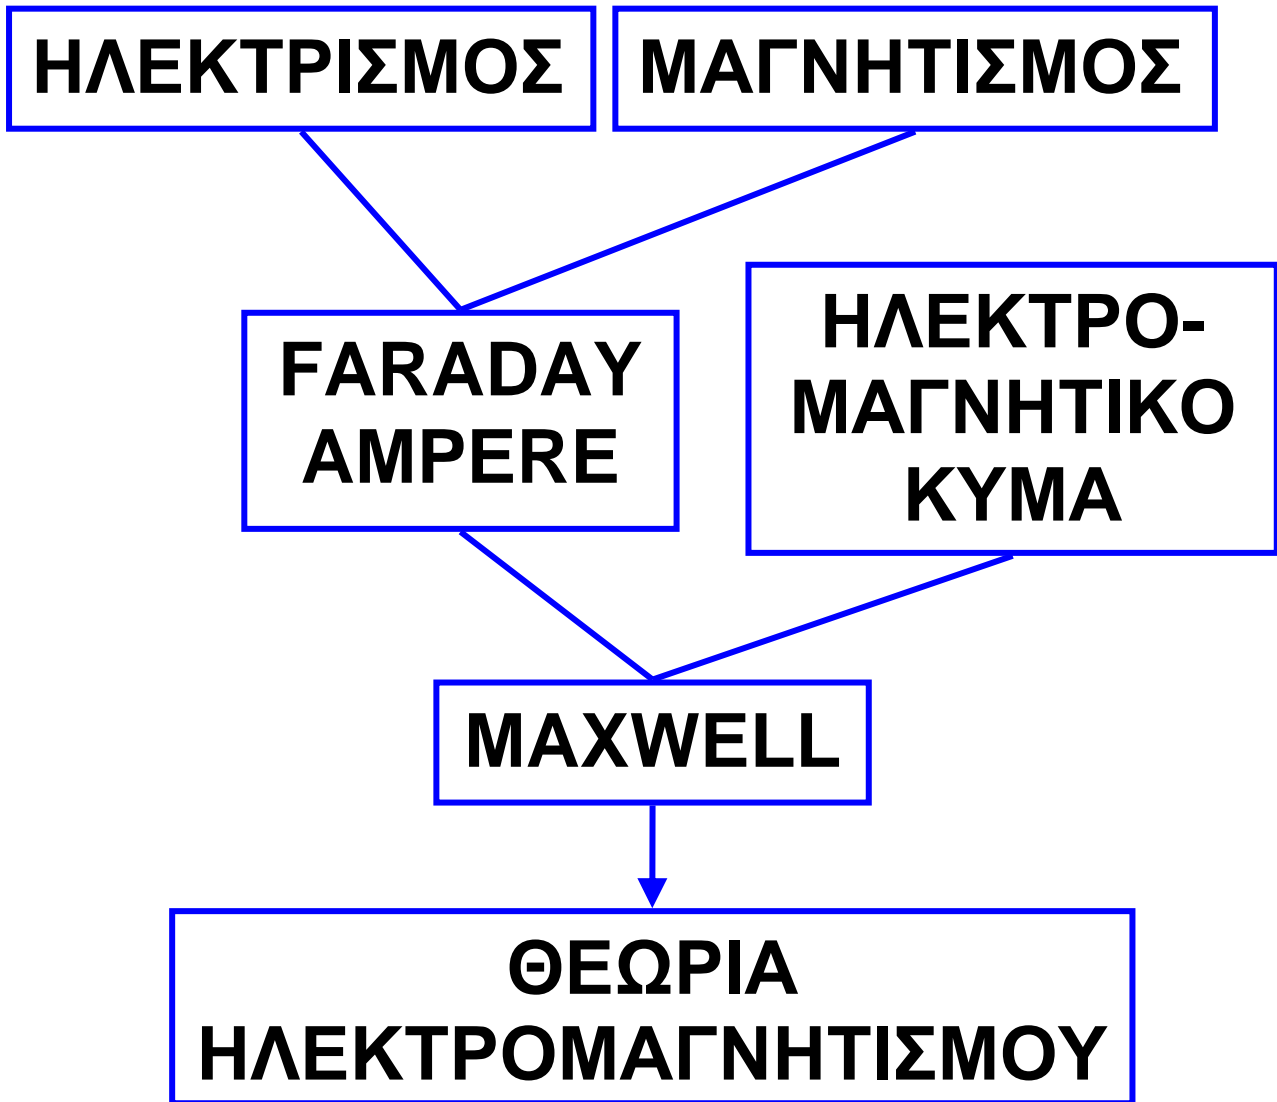 ΗΛΕΚΤΡΙΣΜΟΣ
ΜΑΓΝΗΤΙΣΜΟΣ
FARADAY
AMPERE
ΗΛΕΚΤΡΟ-
ΜΑΓΝΗΤΙΚΟ
ΚΥΜΑ
MAXWELL
ΘΕΩΡΙΑ
ΗΛΕΚΤΡΟΜΑΓΝΗΤΙΣΜΟΥ